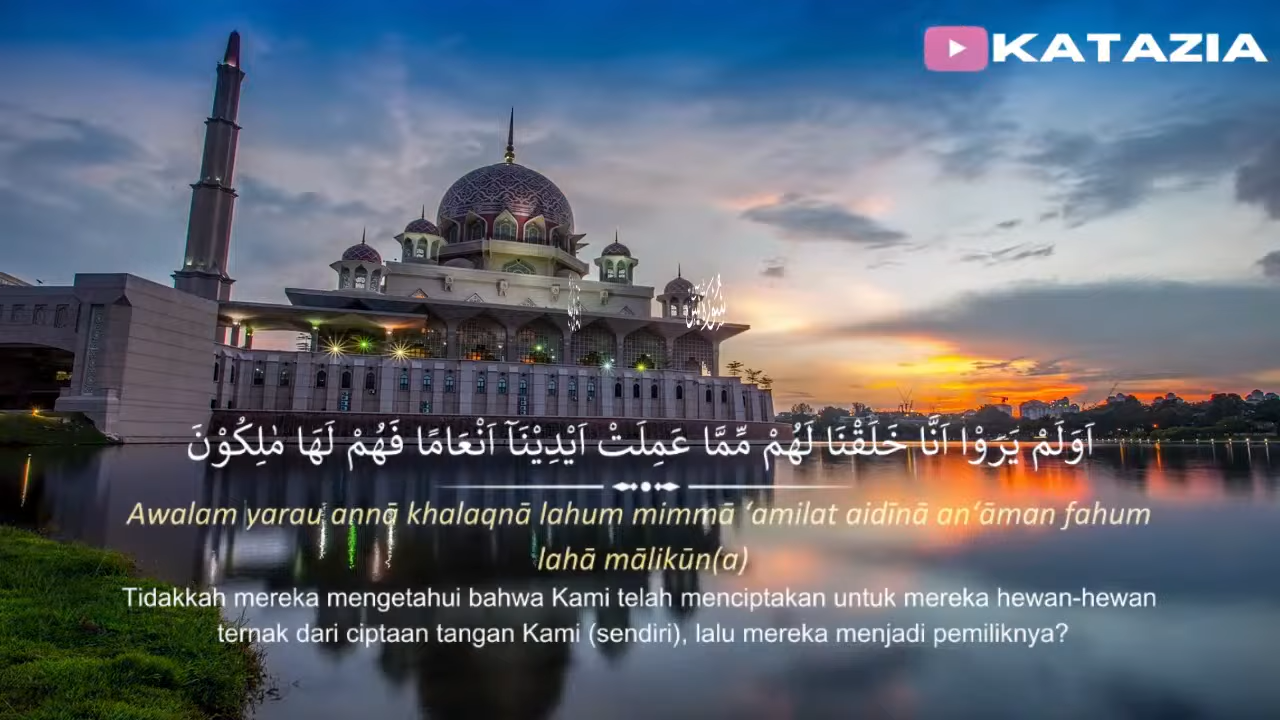 KATAZIA
اَوَلَمْ يَرَوْا اَنَّا خَلَقْنَا لَهُمْ مِّمَّا عَمِلَتْ اَيْدِيْنَآ اَنْعَامًا فَهُمْ لَهَا مٰلِكُوْنَ
Awalam yarau annā khalaqnā lahum mimmā ‘amilat aidīnā an‘āman fahum
lahā mālikūn(a)
Tidakkah mereka mengetahui bahwa Kami telah menciptakan untuk mereka hewan-hewan
ternak dari ciptaan tangan Kami (sendiri), lalu mereka menjadi pemiliknya?